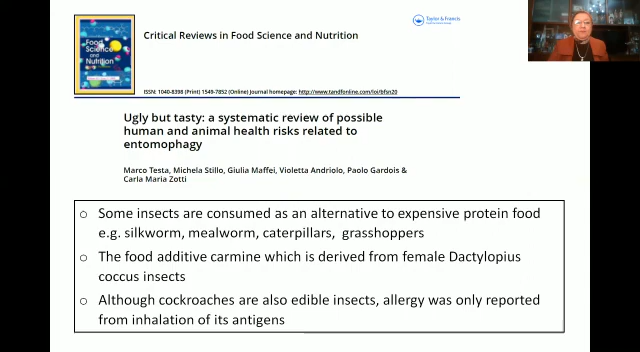 Food
Science
and
Nutrition
Critical Reviews in Food Science and Nutrition
Taylor & Francis
ISSN: 1040-8398 (Print) 1549-7852 (Online) Journal homepage: http://www.tandfonline.com/loi/bfsn20
Ugly but tasty: a systematic review of possible
human and animal health risks related to
entomophagy
Marco Testa, Michela Stillo, Giulia Maffei, Violetta Andriolo, Paolo Gardois &
Carla Maria Zotti
○ Some insects are consumed as an alternative to expensive protein food
e.g. silkworm, mealworm, caterpillars, grasshoppers
○ The food additive carmine which is derived from female Dactylopius
coccus insects
○ Although cockroaches are also edible insects, allergy was only reported
from inhalation of its antigens